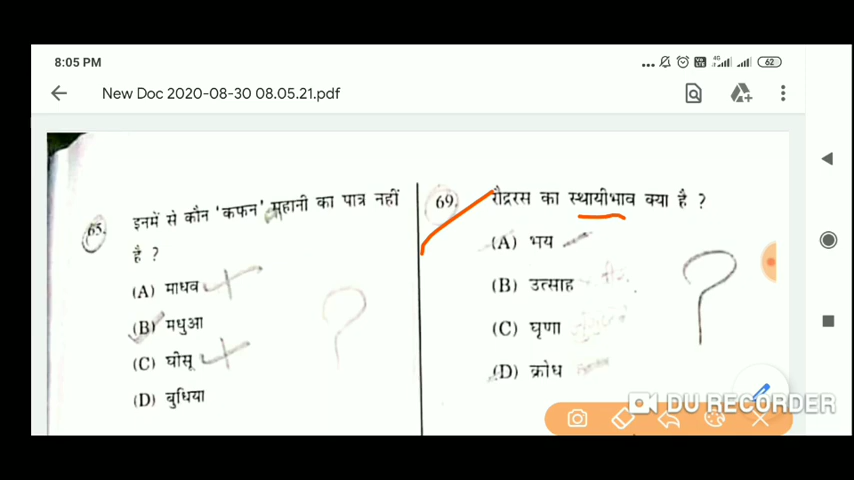 8:05 PM
62
New Doc 2020-08-30 08.05.21.pdf
65.
इनमें से कौन 'कफन' कहानी का पात्र नहीं
है ?
(A) माधव
(B) मधुआ
(C) घीसू
(D) बुधिया
69.
रौद्ररस का स्थायीभाव क्या है ?
(A) भय
(B) उत्साह
(C) घृणा
(D) क्रोध
?
?
DU RECORDER